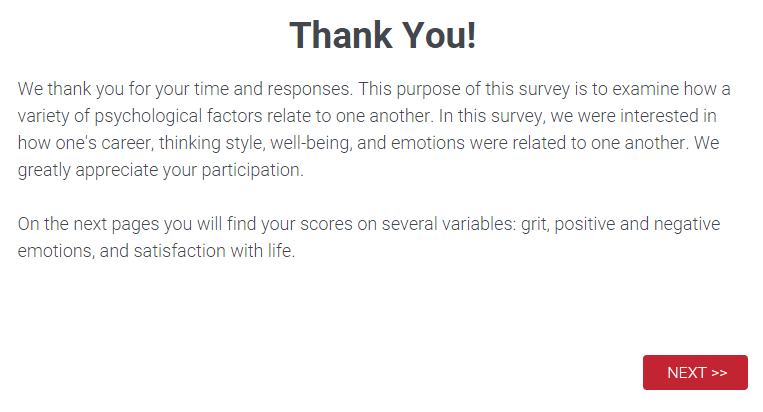 Thank You!
We thank you for your time and responses. This purpose of this survey is to examine how a
variety of psychological factors relate to one another. In this survey, we were interested in
how one's career, thinking style, well-being, and emotions were related to one another. We
greatly appreciate your participation.
On the next pages you will find your scores on several variables: grit, positive and negative
emotions, and satisfaction with life.
NEXT >>